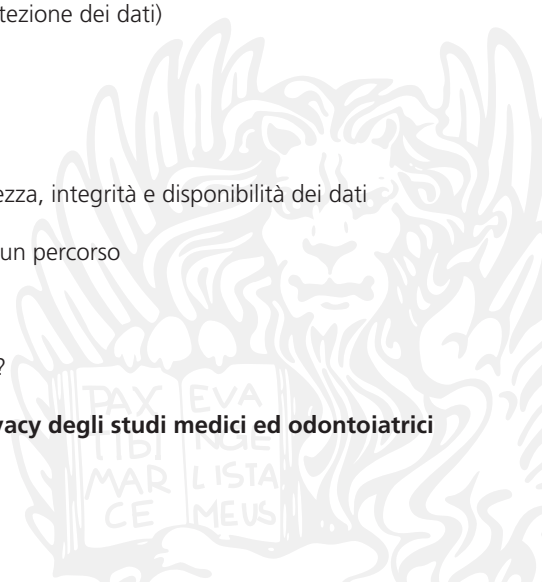 tezione dei dati)
ezza, integrità e disponibilità dei dati
un percorso
?
vacy degli studi medici ed odontoiatrici
PAX EVA
TIBI NGE
MAR LISTA
CE MEUS